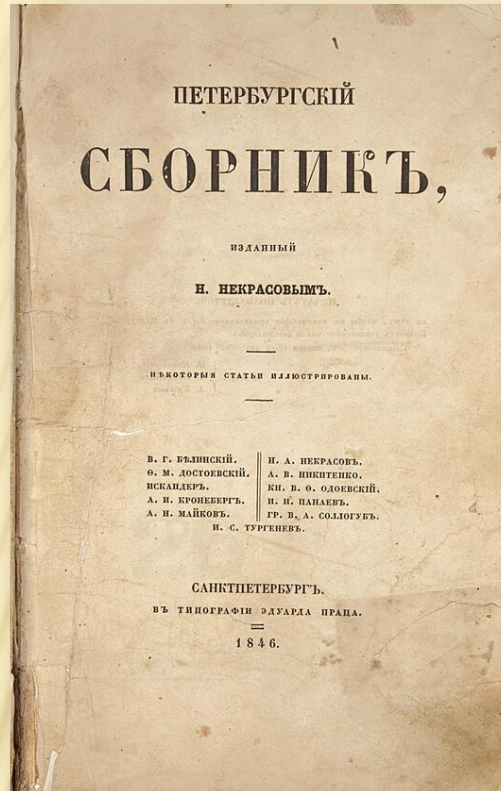 ПЕТЕРБУРГСКІЙ
СБОРНИКЪ,
ИЗДАННЫЙ
Н. НЕКРАСОВЫМЪ.
НѢКОТОРЫЯ СТАТЬИ ИЛЛЮСТРИРОВАНЫ.
В. Г. БѢЛИНСКІЙ.
Ѳ. М. ДОСТОЕВСКІЙ.
ИСКАНДЕРЪ.
А. И. КРОНЕБЕРГЪ.
А. Н. МАЙКОВЪ.
Н. А. НЕКРАСОВЪ.
А. В. НИКИТЕНКО.
КН. В. Ѳ. ОДОЕВСКІЙ.
И. И. ПАНАЕВЪ.
ГР. В. А. СОЛЛОГУБЪ.
И. С. ТУРГЕНЕВЪ.
САНКТПЕТЕРБУРГЪ.
ВЪ ТИПОГРАФІИ ЭДУАРДА ПРАЦА.
1846.